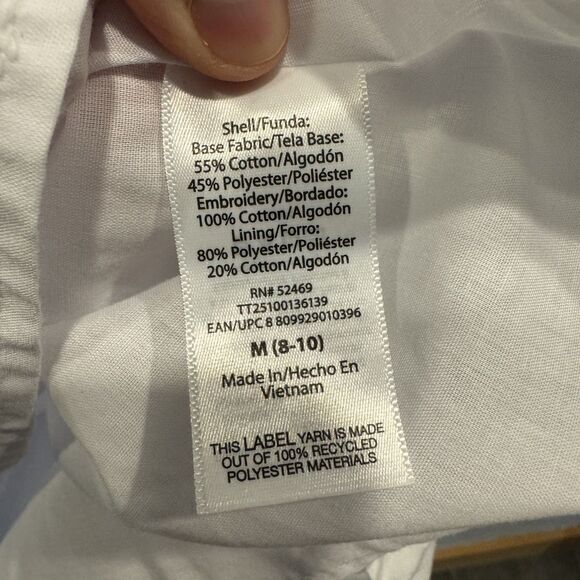 Shell/Funda:
Base Fabric/Tela Base:
55% Cotton/Algodón
45% Polyester/Poliéster
Embroidery/Bordado:
100% Cotton/Algodón
Lining/Forro:
80% Polyester/Poliéster
20% Cotton/Algodón
RN# 52469
TT25100136139
EAN/UPC 8 809929010396
M (8-10)
Made In/Hecho En
Vietnam
THIS LABEL YARN IS MADE
OUT OF 100% RECYCLED
POLYESTER MATERIALS